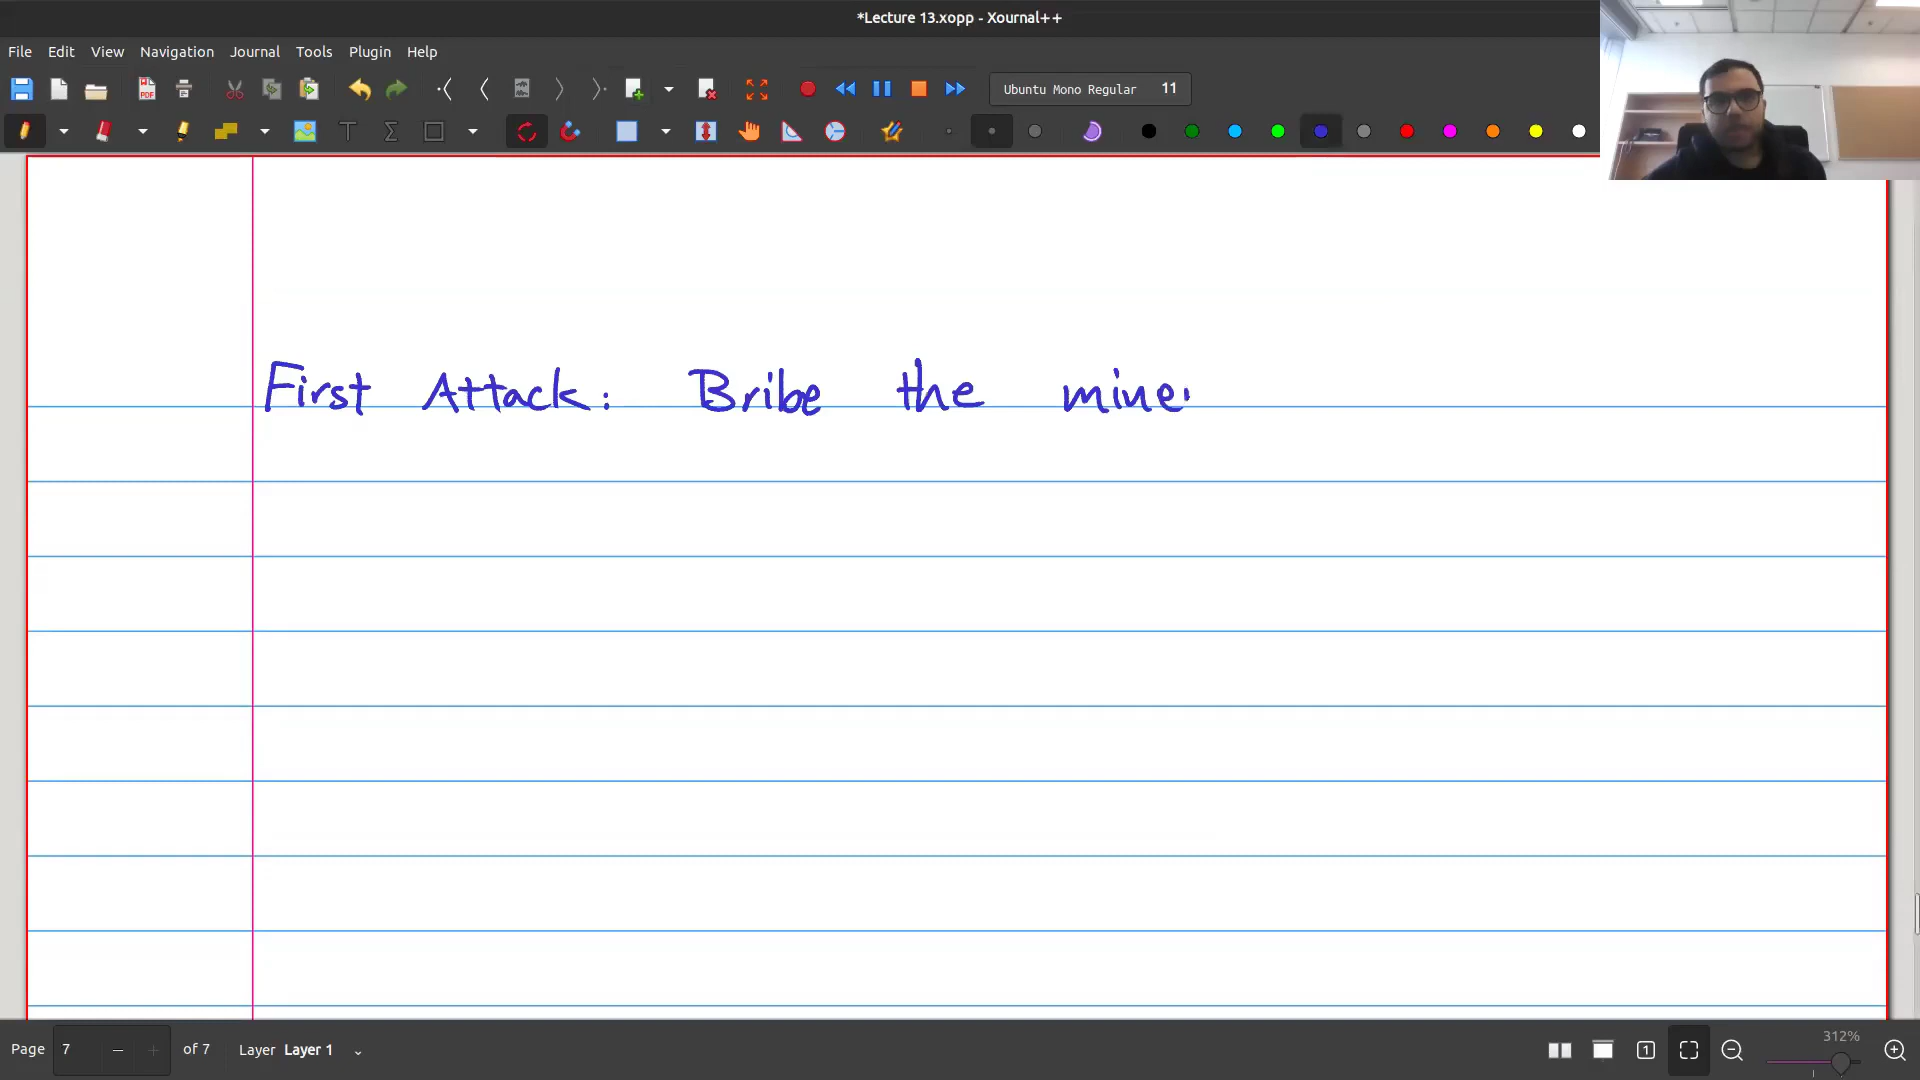 *Lecture 13.xopp - Xournal++
File Edit View Navigation Journal Tools Plugin Help
Ubuntu Mono Regular 11
First Attack: Bribe the mine
Page 7 of 7 Layer Layer 1 312%